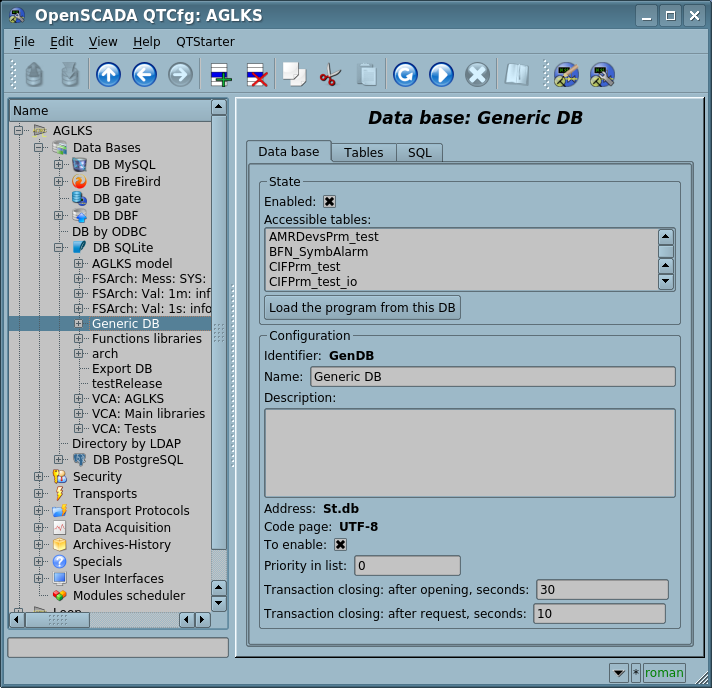 OpenSCADA QTCfg: AGLKS
File Edit View Help QTStarter
Name
AGLKS
Data Bases
DB MySQL
DB FireBird
DB gate
DB DBF
DB by ODBC
DB SQLite
AGLKS model
FSArch: Mess: SYS:
FSArch: Val: 1m: inf
FSArch: Val: 1s: info
Generic DB
Functions libraries
arch
Export DB
testRelease
VCA: AGLKS
VCA: Main libraries
VCA: Tests
Directory by LDAP
DB PostgreSQL
Security
Transports
Transport Protocols
Data Acquisition
Archives-History
Specials
User Interfaces
Modules scheduler
Loop
Data base: Generic DB
Data base Tables SQL
State
Enabled:
Accessible tables:
AMRDevsPrm_test
BFN_SymbAlarm
CIFPrm_test
CIFPrm_test_io
Load the program from this DB
Configuration
Identifier: GenDB
Name: Generic DB
Description:
Address: St.db
Code page: UTF-8
To enable:
Priority in list: 0
Transaction closing: after opening, seconds: 30
Transaction closing: after request, seconds: 10
* roman